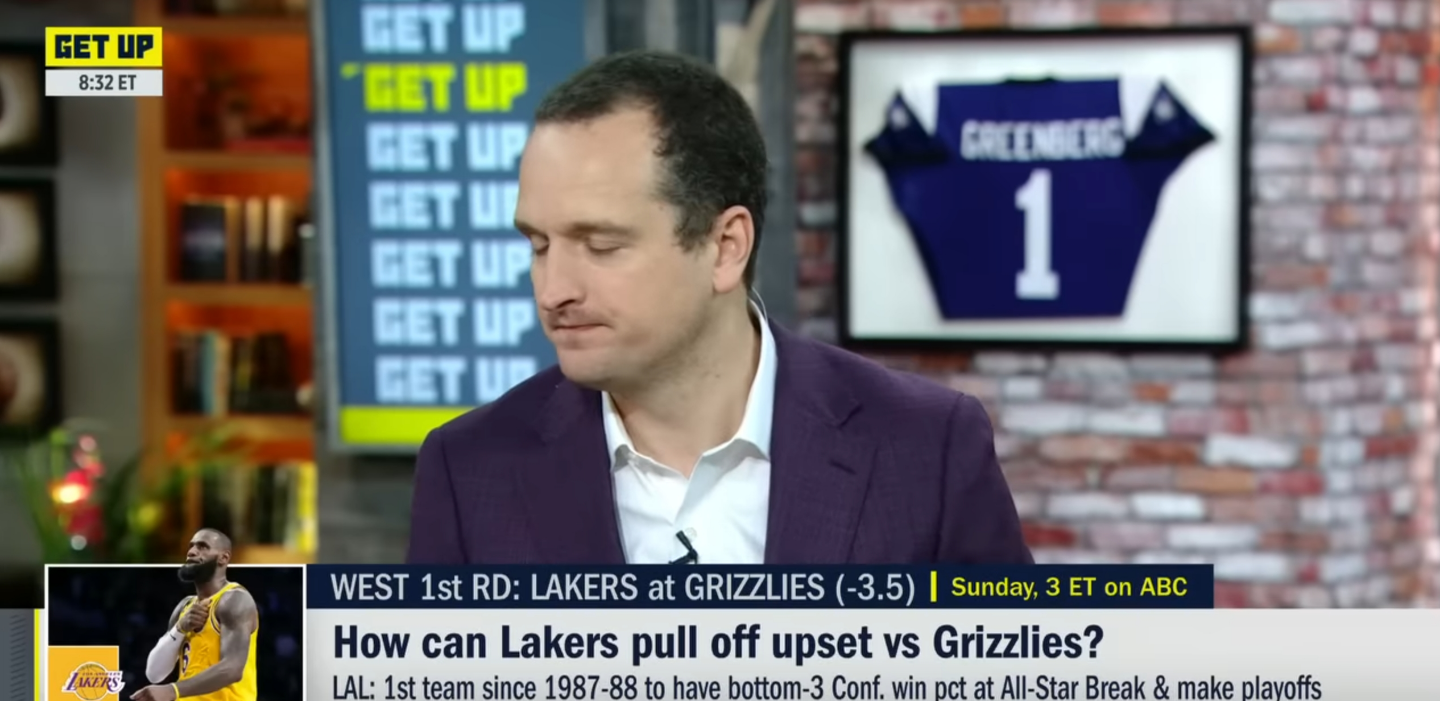 GET UP
8:32 ET
GET UP
GET UP
GET UP
GET UP
GET UP
GET UP
GET UP
GREENBERG
1
WEST 1st RD: LAKERS at GRIZZLIES (-3.5) Sunday, 3 ET on ABC
How can Lakers pull off upset vs Grizzlies?
LAL: 1st team since 1987-88 to have bottom-3 Conf. win pct at All-Star Break & make playoffs
LAKERS
6